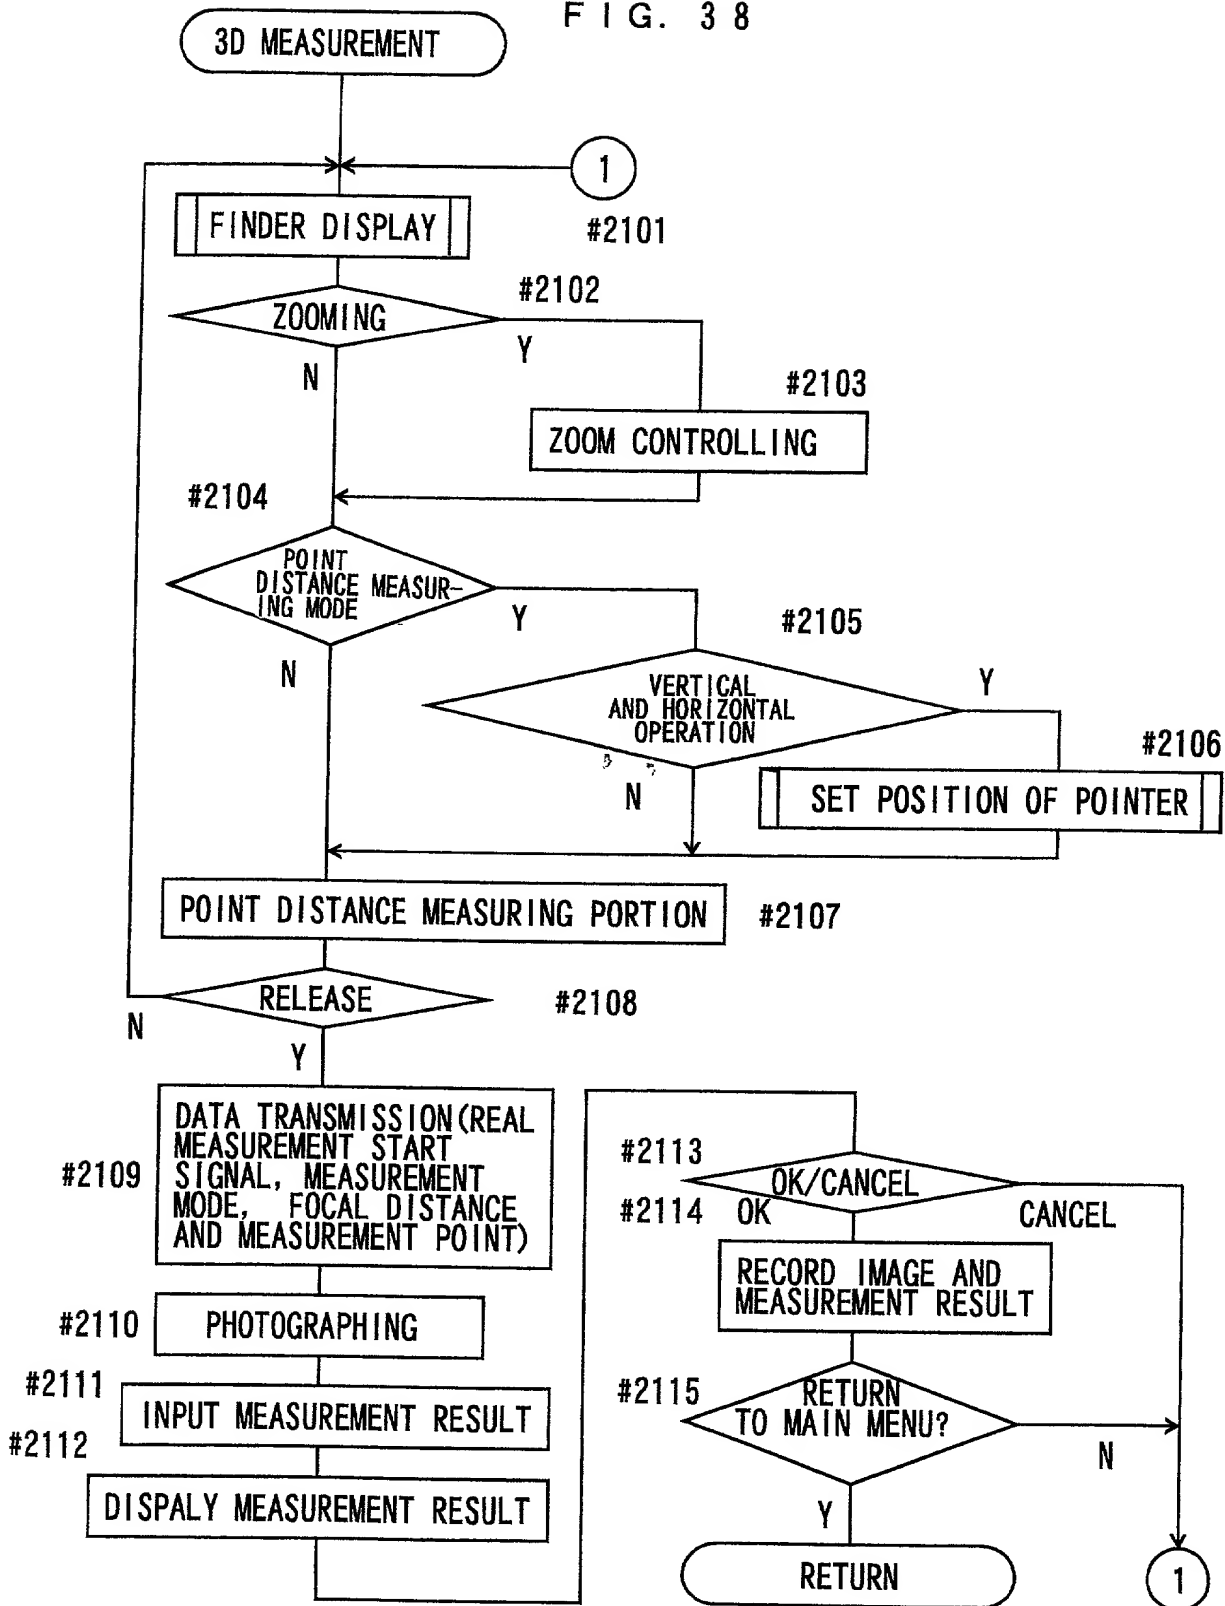 FIG. 38
3D MEASUREMENT
1
FINDER DISPLAY
#2101
#2102
ZOOMING
Y
N
#2103
ZOOM CONTROLLING
#2104
POINT
DISTANCE MEASUR-
ING MODE
Y
N
#2105
VERTICAL
AND HORIZONTAL
OPERATION
Y
N
#2106
SET POSITION OF POINTER
POINT DISTANCE MEASURING PORTION
#2107
RELEASE
#2108
N
Y
#2109
DATA TRANSMISSION(REAL
MEASUREMENT START
SIGNAL, MEASUREMENT
MODE, FOCAL DISTANCE
AND MEASUREMENT POINT)
#2110
PHOTOGRAPHING
#2111
INPUT MEASUREMENT RESULT
#2112
DISPALY MEASUREMENT RESULT
#2113
OK/CANCEL
#2114
OK
CANCEL
RECORD IMAGE AND
MEASUREMENT RESULT
#2115
RETURN
TO MAIN MENU?
N
Y
RETURN
1